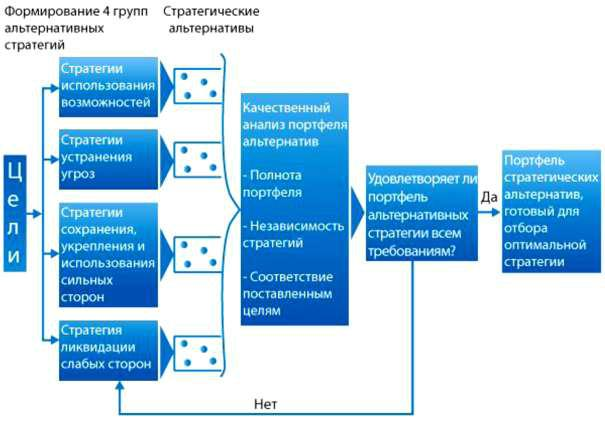 Формирование 4 групп
альтернативных
стратегий
Стратегические
альтернативы
Цели
Стратегии
использования
возможностей
Стратегии
устранения
угроз
Стратегии
сохранения,
укрепления и
использования
сильных
сторон
Стратегия
ликвидации
слабых сторон
Качественный
анализ портфеля
альтернатив
- Полнота
портфеля
- Независимость
стратегий
- Соответствие
поставленным
целям
Удовлетворяет ли
портфель
альтернативных
стратегии всем
требованиям?
Да
Портфель
стратегических
альтернатив,
готовый для
отбора
оптимальной
стратегии
Нет